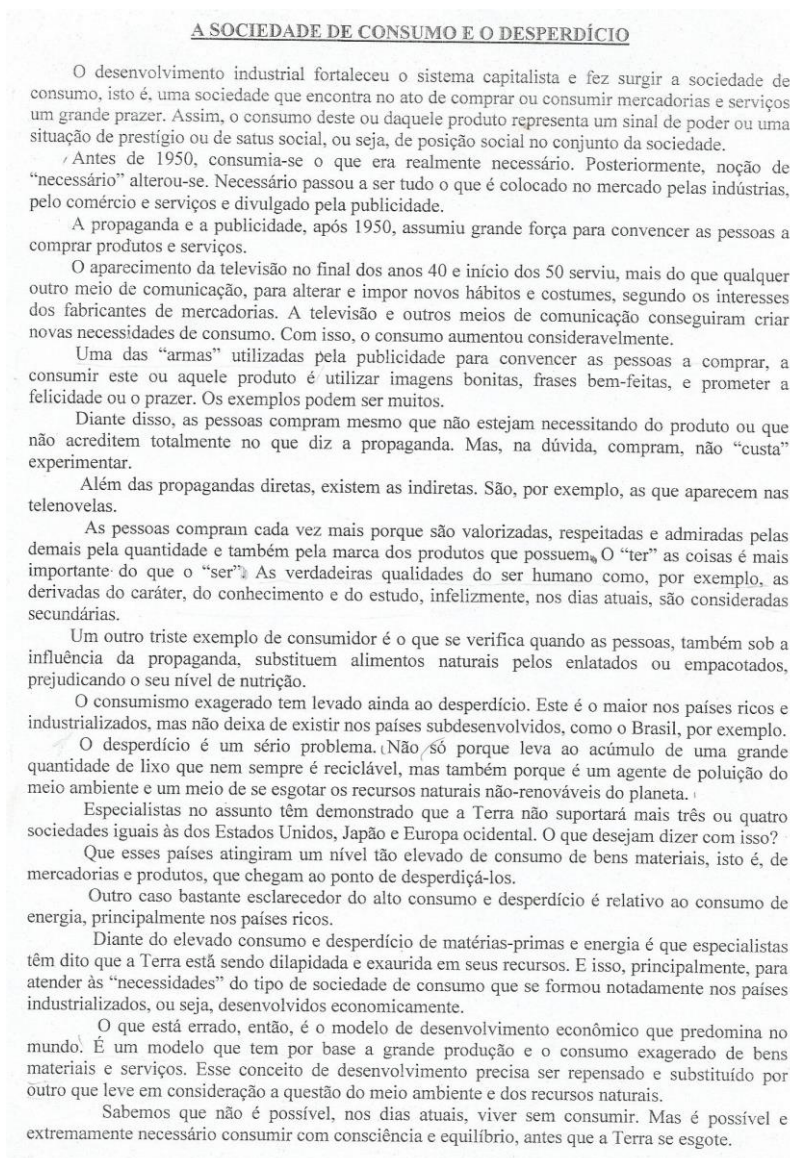 A SOCIEDADE DE CONSUMO E O DESPERDÍCIO
O desenvolvimento industrial fortaleceu o sistema capitalista e fez surgir a sociedade de
consumo, isto é, uma sociedade que encontra no ato de comprar ou consumir mercadorias e serviços
um grande prazer. Assim, o consumo deste ou daquele produto representa um sinal de poder ou uma
situação de prestígio ou de satus social, ou seja, de posição social no conjunto da sociedade.
Antes de 1950, consumia-se o que era realmente necessário. Posteriormente, noção de
“necessário” alterou-se. Necessário passou a ser tudo o que é colocado no mercado pelas indústrias,
pelo comércio e serviços e divulgado pela publicidade.
A propaganda e a publicidade, após 1950, assumiu grande força para convencer as pessoas a
comprar produtos e serviços.
O aparecimento da televisão no final dos anos 40 e início dos 50 serviu, mais do que qualquer
outro meio de comunicação, para alterar e impor novos hábitos e costumes, segundo os interesses
dos fabricantes de mercadorias. A televisão e outros meios de comunicação conseguiram criar
novas necessidades de consumo. Com isso, o consumo aumentou consideravelmente.
Uma das “armas” utilizadas pela publicidade para convencer as pessoas a comprar, a
consumir este ou aquele produto é utilizar imagens bonitas, frases bem-feitas, e prometer a
felicidade ou o prazer. Os exemplos podem ser muitos.
Diante disso, as pessoas compram mesmo que não estejam necessitando do produto ou que
não acreditem totalmente no que diz a propaganda. Mas, na dúvida, compram, não “custa”
experimentar.
Além das propagandas diretas, existem as indiretas. São, por exemplo, as que aparecem nas
telenovelas.
As pessoas compram cada vez mais porque são valorizadas, respeitadas e admiradas pelas
demais pela quantidade e também pela marca dos produtos que possuem. O “ter” as coisas é mais
importante do que o “ser”. As verdadeiras qualidades do ser humano como, por exemplo, as
derivadas do caráter, do conhecimento e do estudo, infelizmente, nos dias atuais, são consideradas
secundárias.
Um outro triste exemplo de consumidor é o que se verifica quando as pessoas, também sob a
influência da propaganda, substituem alimentos naturais pelos enlatados ou empacotados,
prejudicando o seu nível de nutrição.
O consumismo exagerado tem levado ainda ao desperdício. Este é o maior nos países ricos e
industrializados, mas não deixa de existir nos países subdesenvolvidos, como o Brasil, por exemplo.
O desperdício é um sério problema. Não só porque leva ao acúmulo de uma grande
quantidade de lixo que nem sempre é reciclável, mas também porque é um agente de poluição do
meio ambiente e um meio de se esgotar os recursos naturais não-renováveis do planeta.
Especialistas no assunto têm demonstrado que a Terra não suportará mais três ou quatro
sociedades iguais às dos Estados Unidos, Japão e Europa ocidental. O que desejam dizer com isso?
Que esses países atingiram um nível tão elevado de consumo de bens materiais, isto é, de
mercadorias e produtos, que chegam ao ponto de desperdiçá-los.
Outro caso bastante esclarecedor do alto consumo e desperdício é relativo ao consumo de
energia, principalmente nos países ricos.
Diante do elevado consumo e desperdício de matérias-primas e energia é que especialistas
têm dito que a Terra está sendo dilapidada e exaurida em seus recursos. E isso, principalmente, para
atender às “necessidades” do tipo de sociedade de consumo que se formou notadamente nos países
industrializados, ou seja, desenvolvidos economicamente.
O que está errado, então, é o modelo de desenvolvimento econômico que predomina no
mundo. É um modelo que tem por base a grande produção e o consumo exagerado de bens
materiais e serviços. Esse conceito de desenvolvimento precisa ser repensado e substituído por
outro que leve em consideração a questão do meio ambiente e dos recursos naturais.
Sabemos que não é possível, nos dias atuais, viver sem consumir. Mas é possível e
extremamente necessário consumir com consciência e equilíbrio, antes que a Terra se esgote.